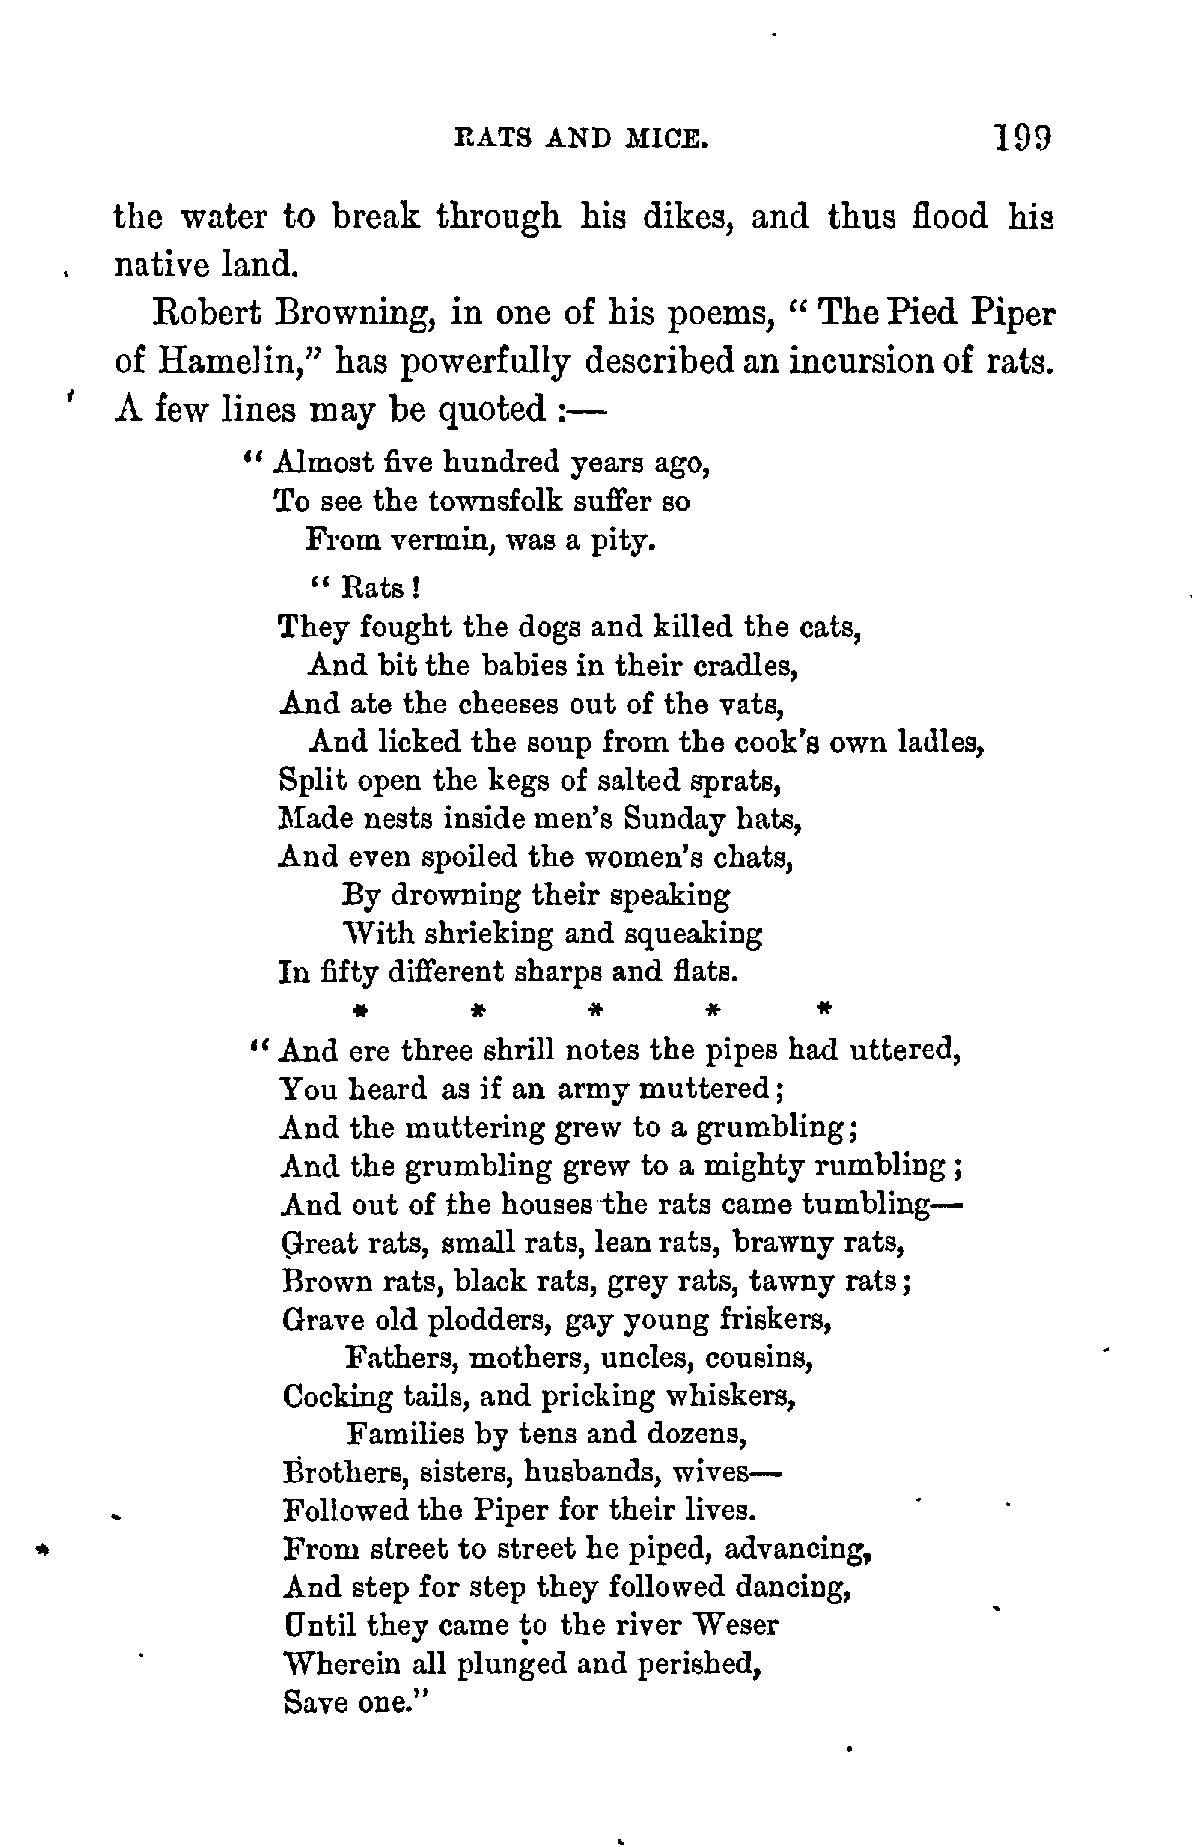 RATS AND MICE. 199
the water to break through his dikes, and thus flood his
native land.
Robert Browning, in one of his poems, “The Pied Piper
of Hamelin,” has powerfully described an incursion of rats.
A few lines may be quoted :—
“Almost five hundred years ago,
To see the townsfolk suffer so
From vermin, was a pity.
“Rats!
They fought the dogs and killed the cats,
And bit the babies in their cradles,
And ate the cheeses out of the vats,
And licked the soup from the cook's own ladles,
Split open the kegs of salted sprats,
Made nests inside men's Sunday hats,
And even spoiled the women's chats,
By drowning their speaking
With shrieking and squeaking
In fifty different sharps and flats.
* * * * *
“And ere three shrill notes the pipes had uttered,
You heard as if an army muttered;
And the muttering grew to a grumbling;
And the grumbling grew to a mighty rumbling;
And out of the houses the rats came tumbling—
Great rats, small rats, lean rats, brawny rats,
Brown rats, black rats, grey rats, tawny rats;
Grave old plodders, gay young friskers,
Fathers, mothers, uncles, cousins,
Cocking tails, and pricking whiskers,
Families by tens and dozens,
Brothers, sisters, husbands, wives—
Followed the Piper for their lives.
From street to street he piped, advancing,
And step for step they followed dancing,
Until they came to the river Weser
Wherein all plunged and perished,
Save one.”